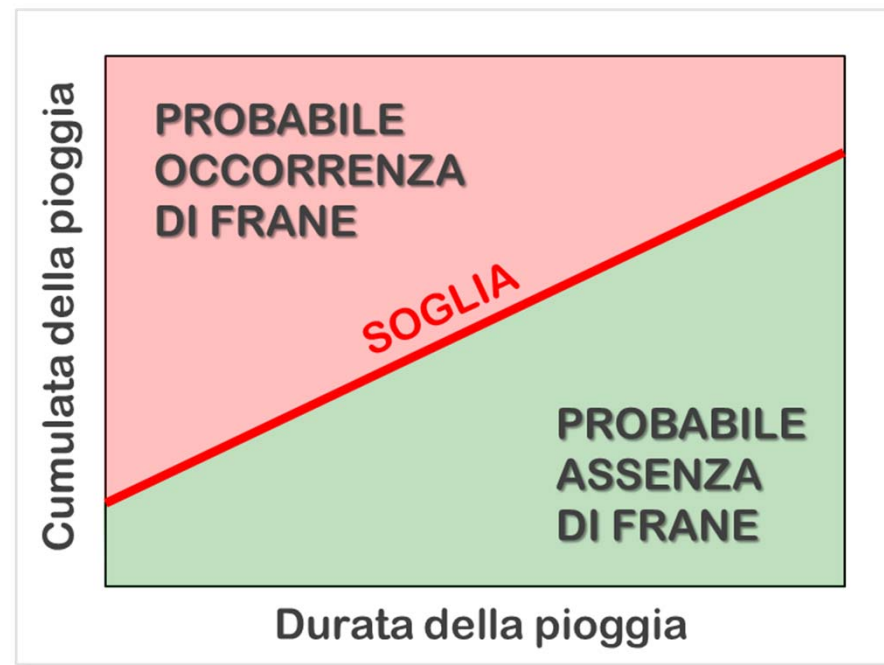 Cumulata della pioggia
PROBABILE
OCCORRENZA
DI FRANE
SOGLIA
PROBABILE
ASSENZA
DI FRANE
Durata della pioggia